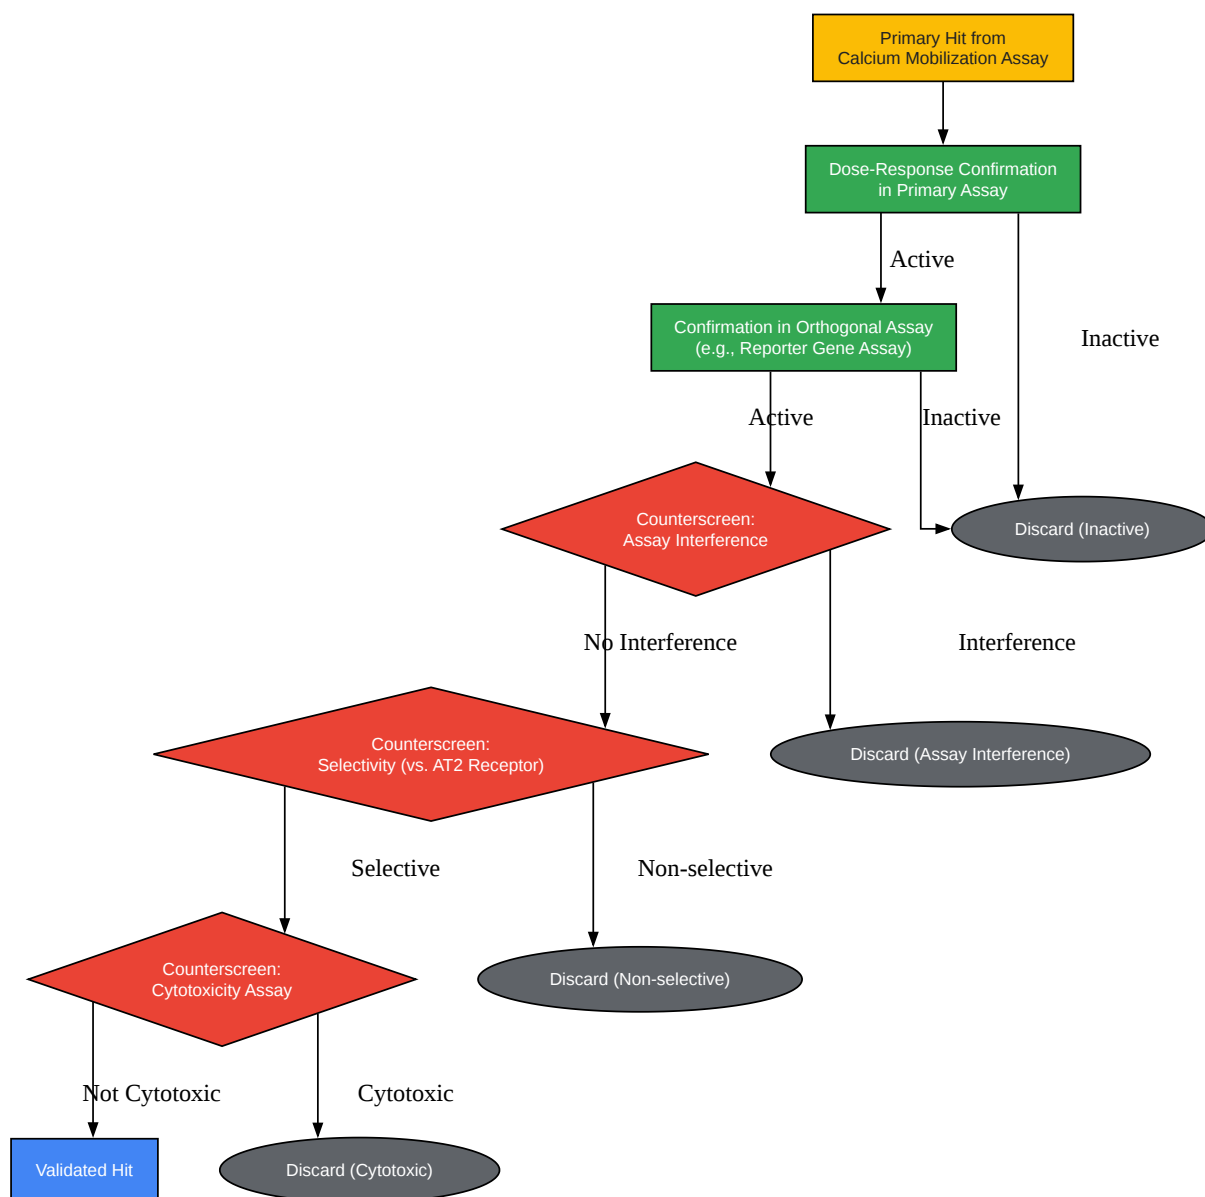 Primary Hit from
Calcium Mobilization Assay
Dose-Response Confirmation
in Primary Assay
Active
Confirmation in Orthogonal Assay
(e.g., Reporter Gene Assay)
Inactive
Active
Inactive
Counterscreen:
Assay Interference
Discard (Inactive)
No Interference
Interference
Counterscreen:
Selectivity (vs. AT2 Receptor)
Discard (Assay Interference)
Selective
Non-selective
Counterscreen:
Cytotoxicity Assay
Discard (Non-selective)
Not Cytotoxic
Cytotoxic
Validated Hit
Discard (Cytotoxic)